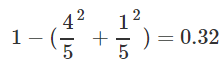 1 − (4/5² + 1/5²) = 0.32